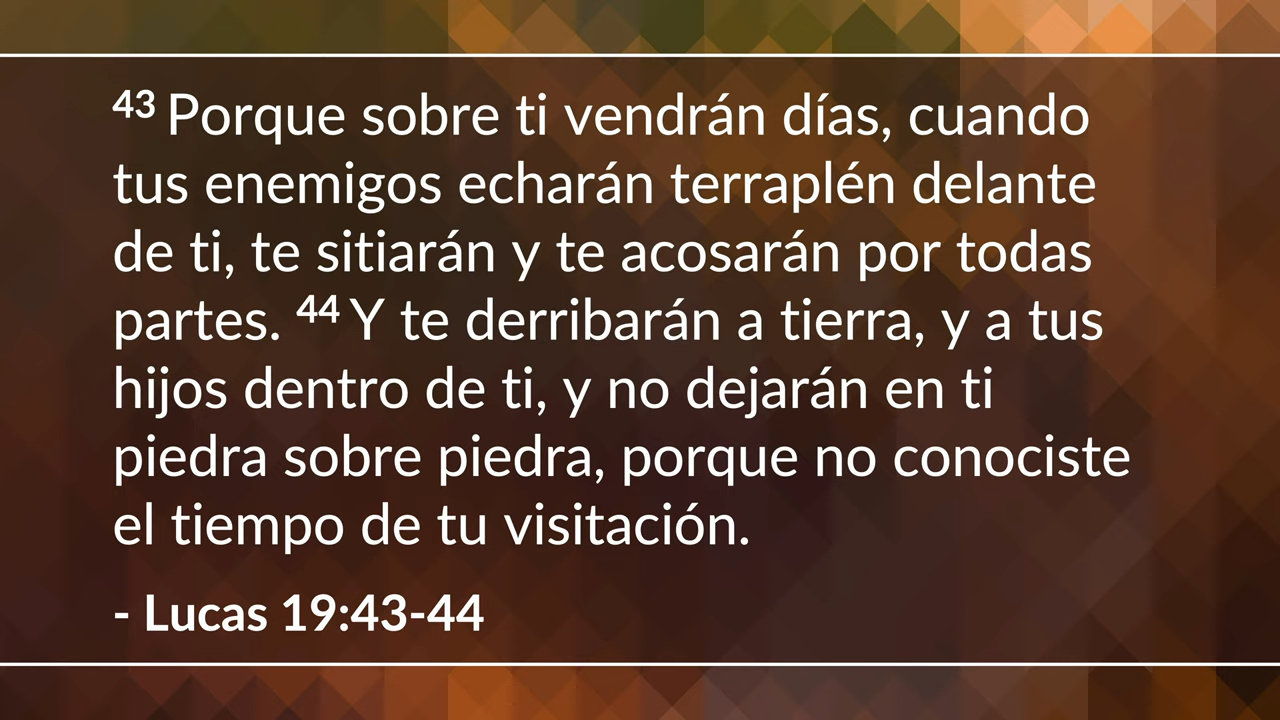 43 Porque sobre ti vendrán días, cuando
tus enemigos echarán terraplén delante
de ti, te sitiarán y te acosarán por todas
partes. 44 Y te derribarán a tierra, y a tus
hijos dentro de ti, y no dejarán en ti
piedra sobre piedra, porque no conociste
el tiempo de tu visitación.
- Lucas 19:43-44